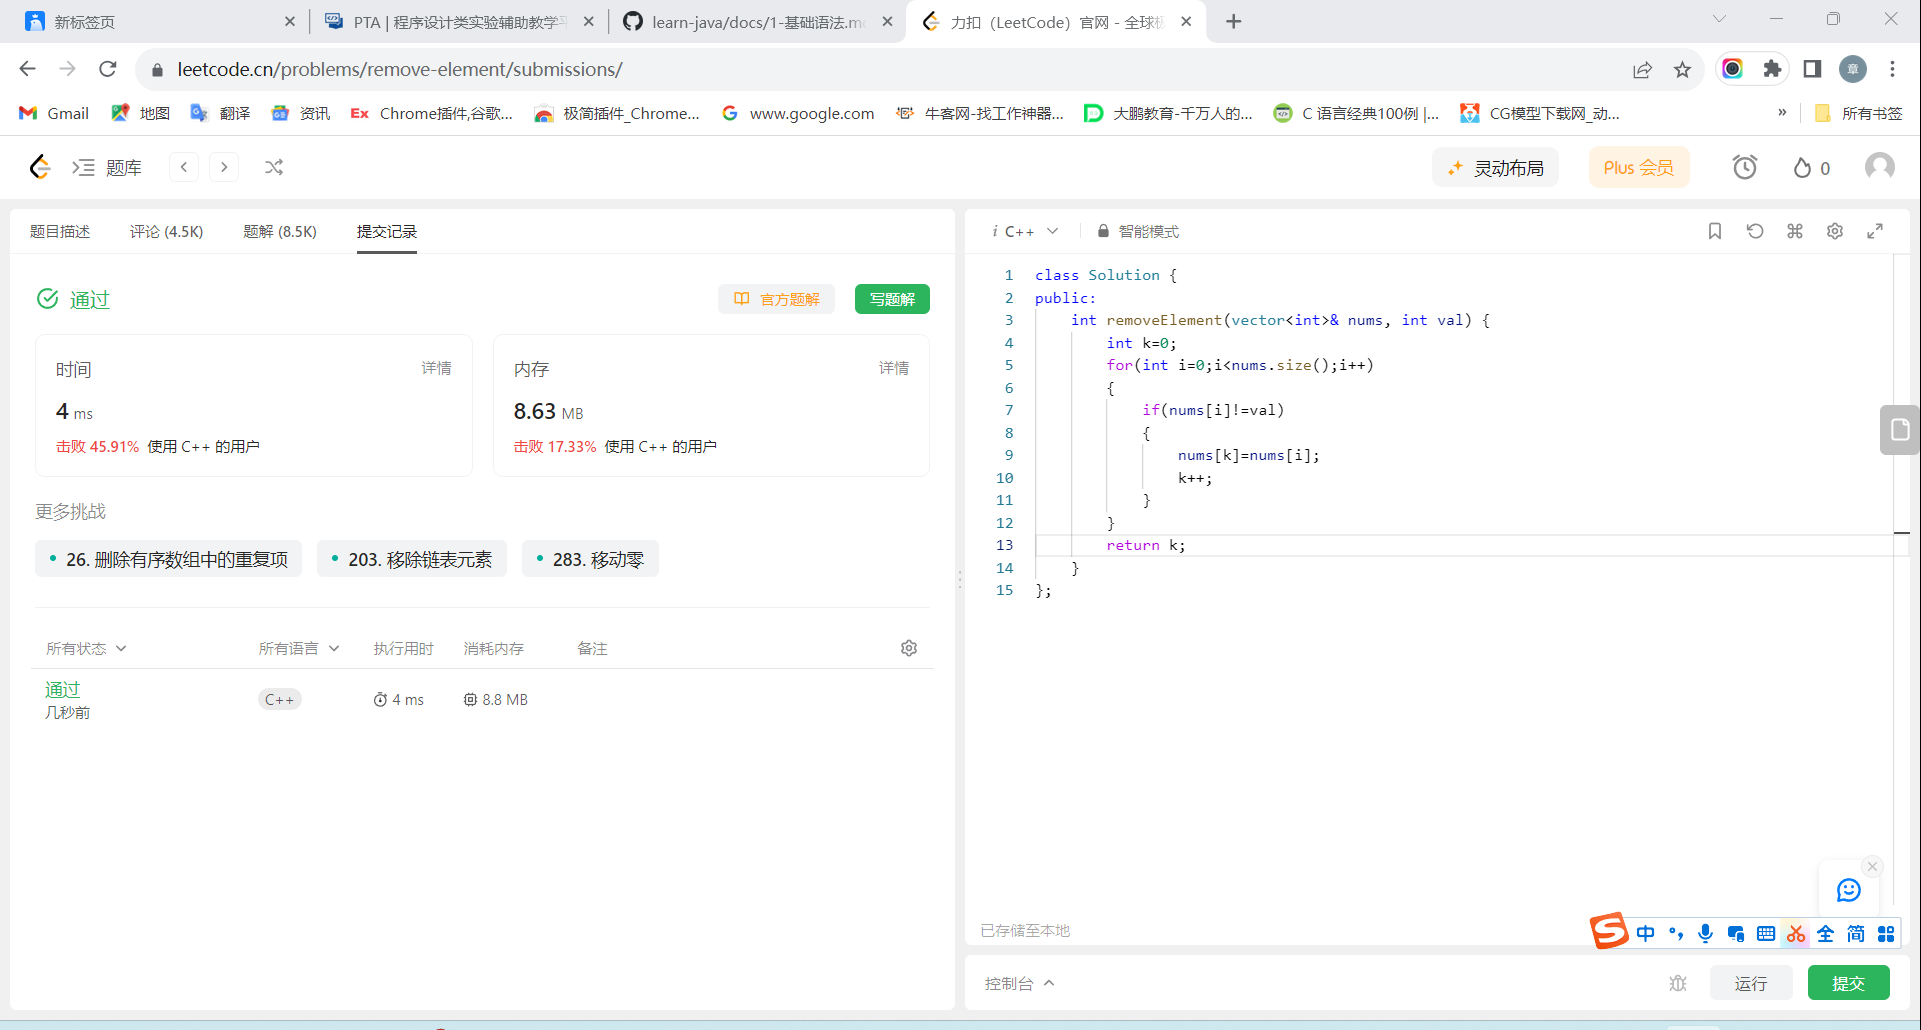 新标签页
PTA | 程序设计类实验辅助教学平
learn-java/docs/1-基础语法.m
力扣（LeetCode）官网 - 全球极
leetcode.cn/problems/remove-element/submissions/
章
Gmail
地图
翻译
资讯
Ex Chrome插件,谷歌...
极简插件_Chrome...
www.google.com
牛客网-找工作神器...
大鹏教育-千万人的...
C 语言经典100例 |...
CG模型下载网_动...
»
所有书签
题库
灵动布局
Plus 会员
0
题目描述
评论 (4.5K)
题解 (8.5K)
提交记录
通过
官方题解
写题解
时间
详情
4 ms
击败 45.91% 使用 C++ 的用户
内存
详情
8.63 MB
击败 17.33% 使用 C++ 的用户
更多挑战
26. 删除有序数组中的重复项
203. 移除链表元素
283. 移动零
所有状态
所有语言
执行用时
消耗内存
备注
通过
几秒前
C++
4 ms
8.8 MB
i C++
智能模式
1 class Solution {
2 public:
3 int removeElement(vector<int>& nums, int val) {
4 int k=0;
5 for(int i=0;i<nums.size();i++)
6 {
7 if(nums[i]!=val)
8 {
9 nums[k]=nums[i];
10 k++;
11 }
12 }
13 return k;
14 }
15 };
已存储至本地
S 中 全 简
控制台
运行
提交